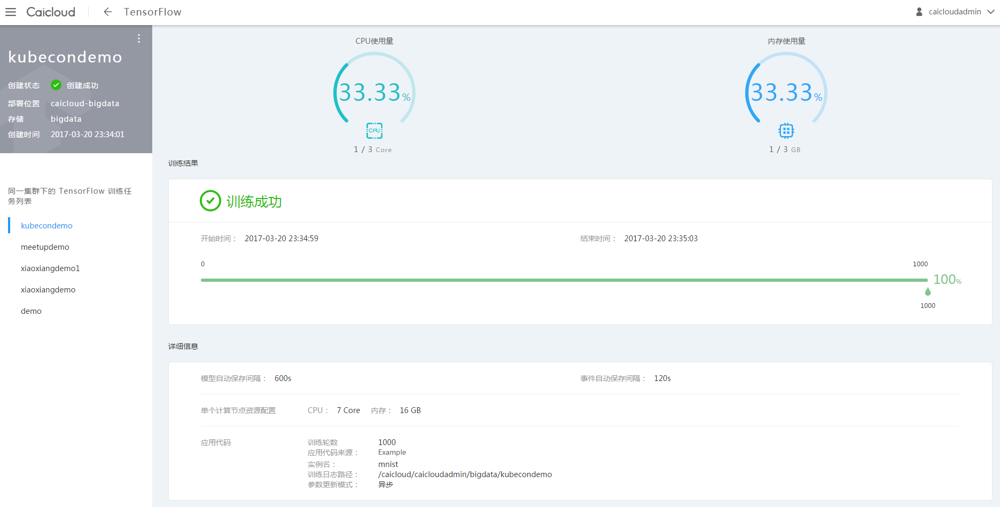 Caicloud
TensorFlow
caicloudadmin
kubecondemo
创建状态 创建成功
部署位置 caicloud-bigdata
存储 bigdata
创建时间 2017-03-20 23:34:01
同一集群下的 TensorFlow 训练任
务列表
kubecondemo
meetupdemo
xiaoxiangdemo1
xiaoxiangdemo
demo
CPU使用量
33.33%
CPU
1 / 3 Core
内存使用量
33.33%
1 / 3 GB
训练结果
训练成功
开始时间： 2017-03-20 23:34:59
结束时间： 2017-03-20 23:35:03
0
1000
100%
1000
详细信息
模型自动保存间隔： 600s
事件自动保存间隔： 120s
单个计算节点资源配置 CPU： 7 Core 内存： 16 GB
应用代码 训练轮数 1000
应用代码来源： Example
实例名： mnist
训练日志路径： /caicloud/caicloudadmin/bigdata/kubecondemo
参数更新模式： 异步